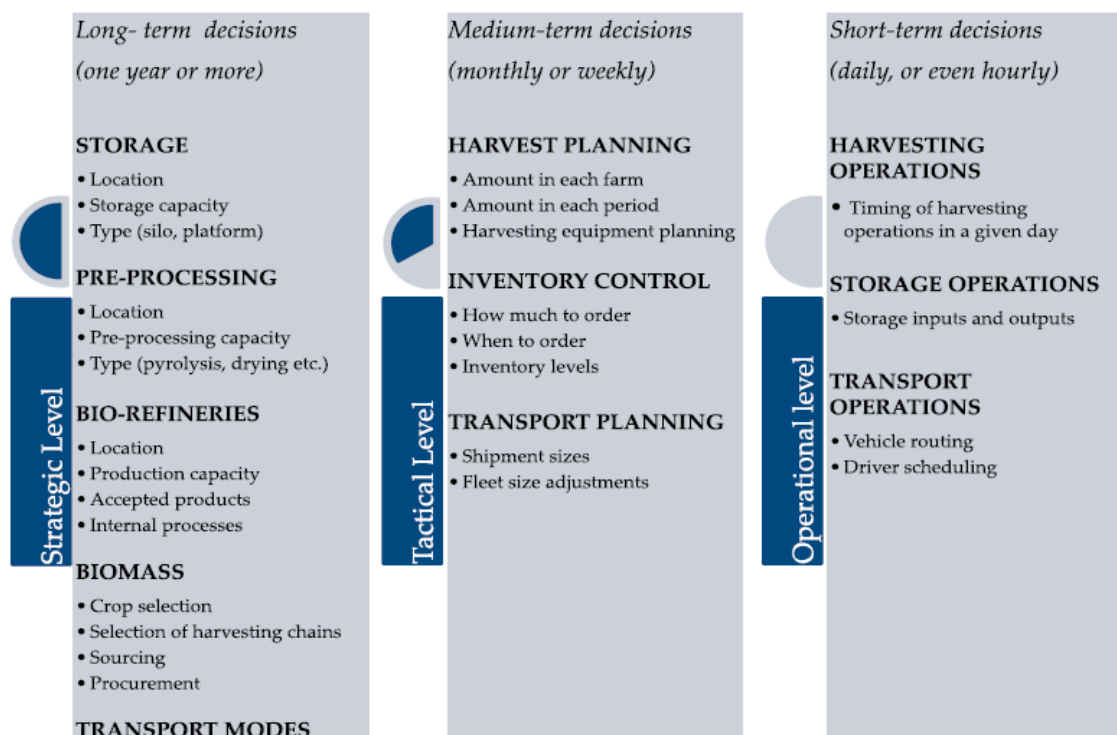 Long- term decisions
(one year or more)
STORAGE
• Location
• Storage capacity
• Type (silo, platform)
PRE-PROCESSING
• Location
• Pre-processing capacity
• Type (pyrolysis, drying etc.)
BIO-REFINERIES
• Location
• Production capacity
• Accepted products
• Internal processes
BIOMASS
• Crop selection
• Selection of harvesting chains
• Sourcing
• Procurement
TRANSPORT MODES
Strategic Level
Medium-term decisions
(monthly or weekly)
HARVEST PLANNING
• Amount in each farm
• Amount in each period
• Harvesting equipment planning
INVENTORY CONTROL
• How much to order
• When to order
• Inventory levels
TRANSPORT PLANNING
• Shipment sizes
• Fleet size adjustments
Tactical Level
Short-term decisions
(daily, or even hourly)
HARVESTING
OPERATIONS
• Timing of harvesting
operations in a given day
STORAGE OPERATIONS
• Storage inputs and outputs
TRANSPORT
OPERATIONS
• Vehicle routing
• Driver scheduling
Operational level